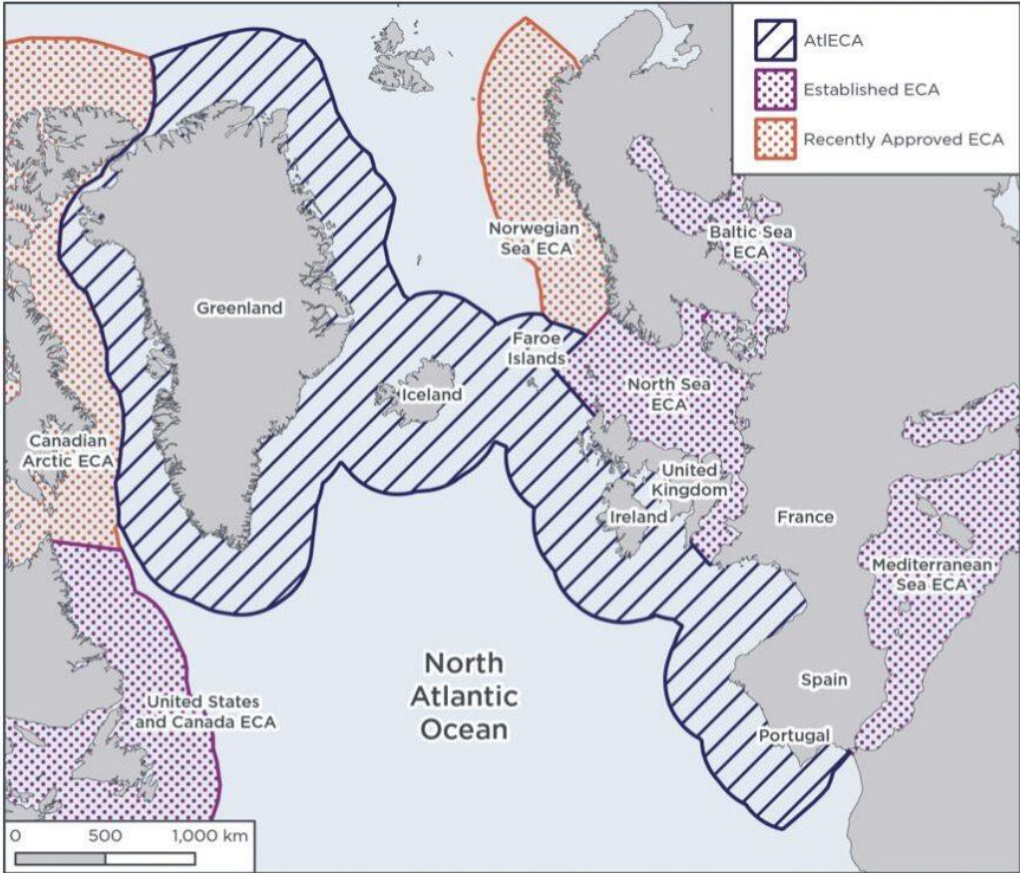 AtlECA
Established ECA
Recently Approved ECA
Norwegian
Sea ECA
Baltic Sea
ECA
Greenland
Faroe
Islands
Iceland
North Sea
ECA
Canadian
Arctic ECA
United
Kingdom
Ireland
France
Mediterranean
Sea ECA
North
Atlantic
Ocean
Spain
United States
and Canada ECA
Portugal
0 500 1,000 km